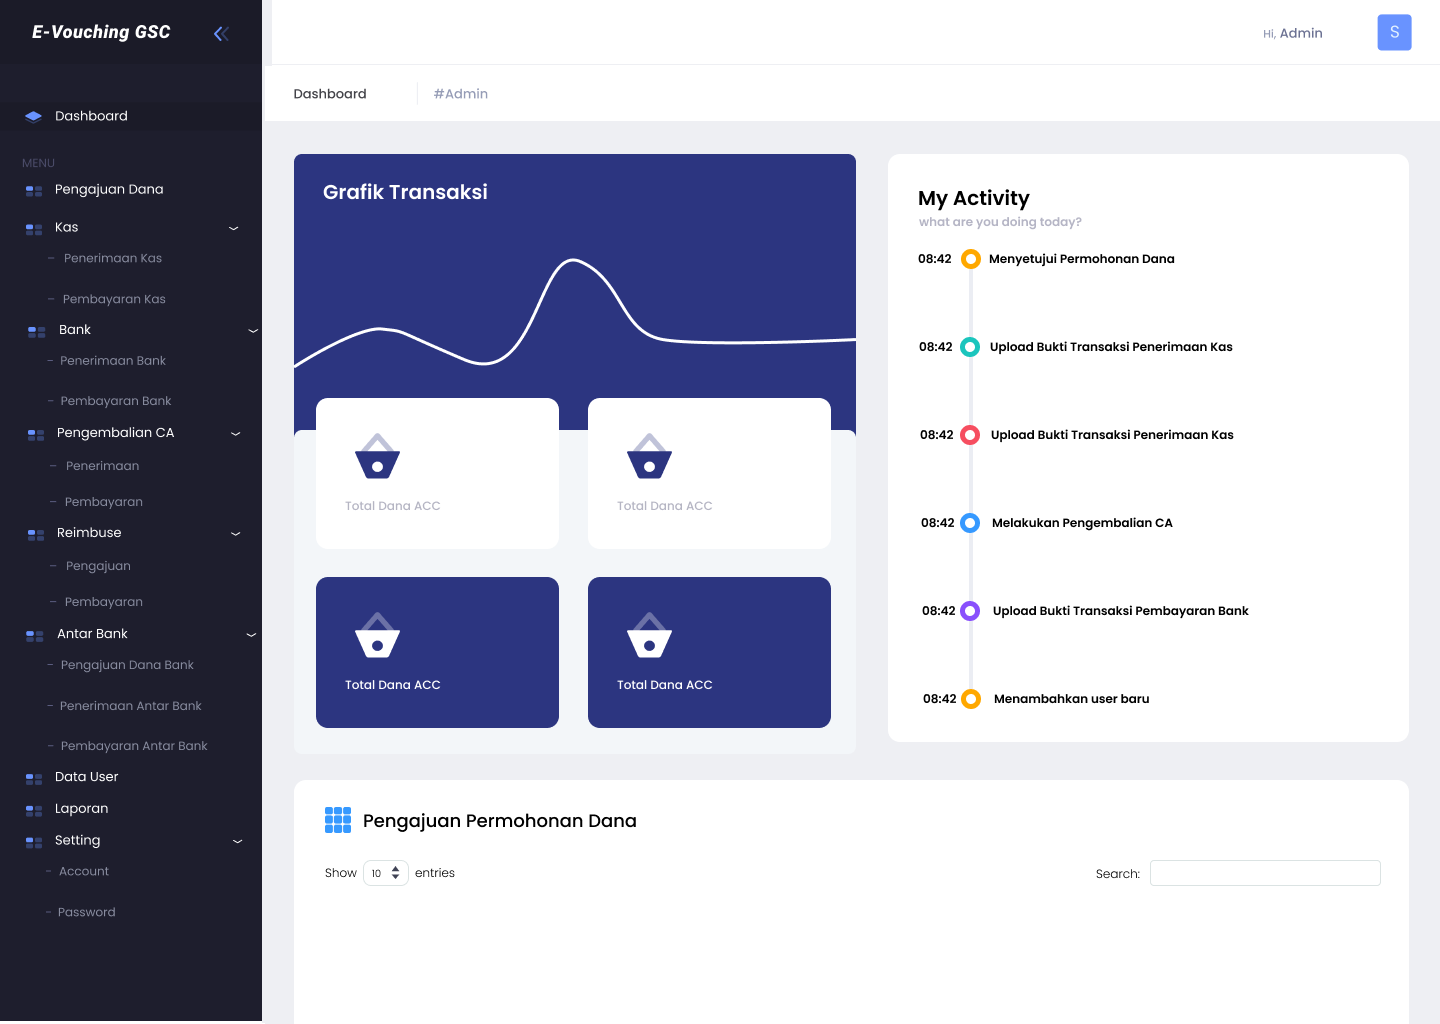 E-Vouching GSC
Hi, Admin
S
Dashboard
#Admin
Dashboard
MENU
Pengajuan Dana
Kas
- Penerimaan Kas
- Pembayaran Kas
Bank
- Penerimaan Bank
- Pembayaran Bank
Pengembalian CA
- Penerimaan
- Pembayaran
Reimbuse
- Pengajuan
- Pembayaran
Antar Bank
- Pengajuan Dana Bank
- Penerimaan Antar Bank
- Pembayaran Antar Bank
Data User
Laporan
Setting
- Account
- Password
Grafik Transaksi
Total Dana ACC
Total Dana ACC
Total Dana ACC
Total Dana ACC
My Activity
what are you doing today?
08:42 Menyetujui Permohonan Dana
08:42 Upload Bukti Transaksi Penerimaan Kas
08:42 Upload Bukti Transaksi Penerimaan Kas
08:42 Melakukan Pengembalian CA
08:42 Upload Bukti Transaksi Pembayaran Bank
08:42 Menambahkan user baru
Pengajuan Permohonan Dana
Show 10 entries
Search: